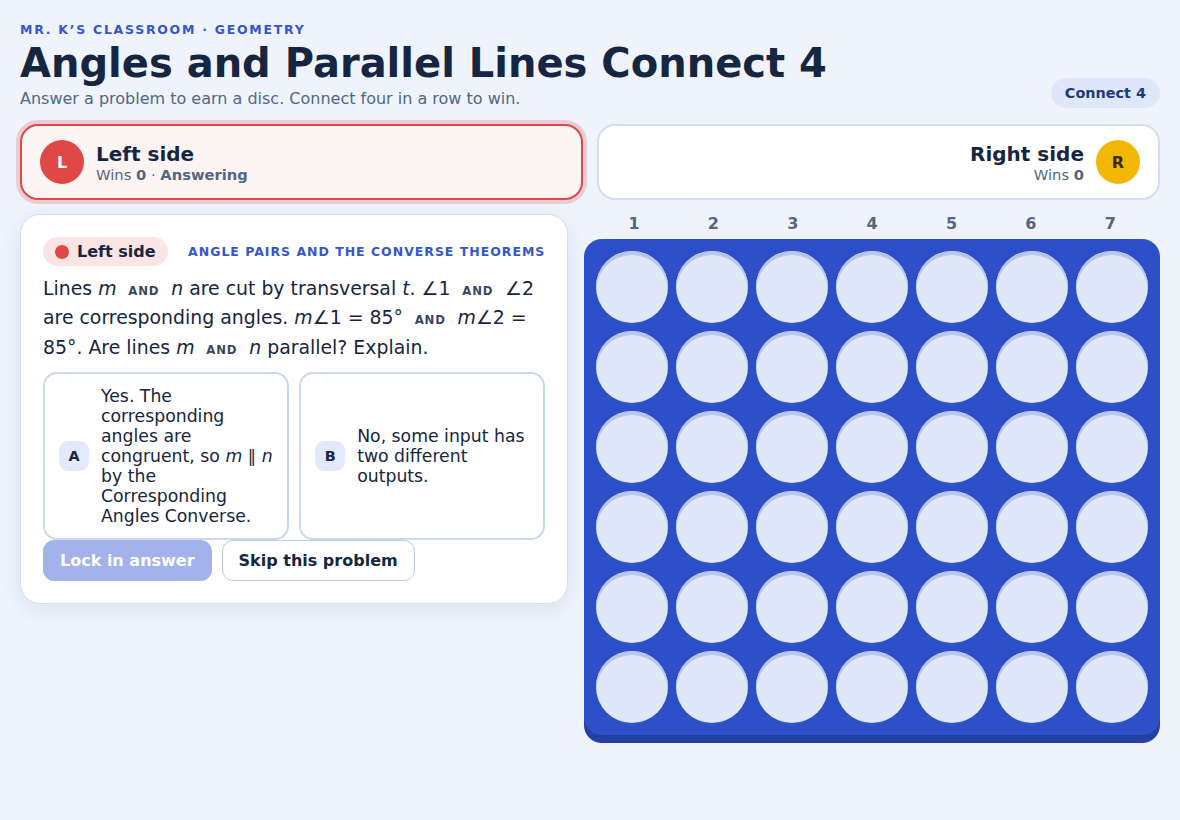 MR. K’S CLASSROOM · GEOMETRY
Angles and Parallel Lines Connect 4
Answer a problem to earn a disc. Connect four in a row to win.
Connect 4
L
Left side
Wins 0 · Answering
Right side
Wins 0
R
Left side
ANGLE PAIRS AND THE CONVERSE THEOREMS
Lines m AND n are cut by transversal t. ∠1 AND ∠2
are corresponding angles. m∠1 = 85° AND m∠2 =
85°. Are lines m AND n parallel? Explain.
A
Yes. The
corresponding
angles are
congruent, so m ∥ n
by the
Corresponding
Angles Converse.
B
No, some input has
two different
outputs.
Lock in answer
Skip this problem
1 2 3 4 5 6 7